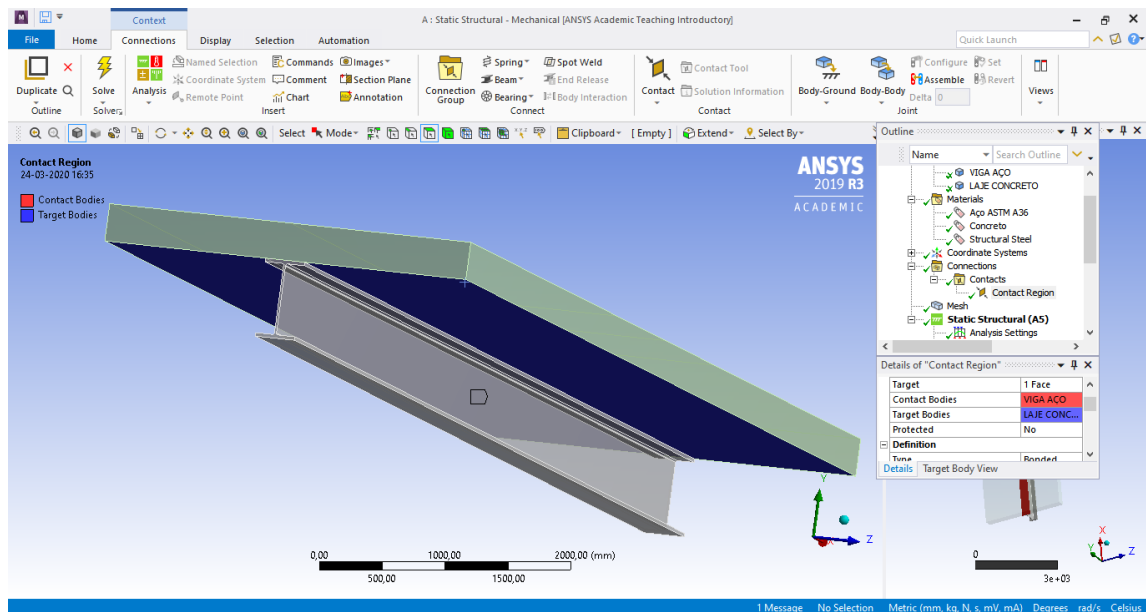 A : Static Structural - Mechanical [ANSYS Academic Teaching Introductory]
Context
File Home Connections Display Selection Automation
Quick Launch
Duplicate
Outline
Solve
Solvers
Analysis
Named Selection
Coordinate System
Remote Point
Commands
Comment
Chart
Images
Section Plane
Annotation
Insert
Connection Group
Spring
Beam
Bearing
Spot Weld
End Release
Body Interaction
Connect
Contact
Contact Tool
Solution Information
Contact
Body-Ground
Body-Body
Configure
Set
Assemble
Revert
Delta 0
Joint
Views
Select Mode Clipboard [ Empty ] Extend Select By
Contact Region
24-03-2020 16:35
Contact Bodies
Target Bodies
ANSYS
2019 R3
ACADEMIC
0,00 1000,00 2000,00 (mm)
500,00 1500,00
Y
X
Z
Outline
Name Search Outline
VIGA AÇO
LAJE CONCRETO
Materials
Aço ASTM A36
Concreto
Structural Steel
Coordinate Systems
Connections
Contacts
Contact Region
Mesh
Static Structural (A5)
Analysis Settings
Details of "Contact Region"
Target 1 Face
Contact Bodies VIGA AÇO
Target Bodies LAJE CONC...
Protected No
Definition
Type Bonded
Details Target Body View
X
Y
Z
0
3e +03
1 Message No Selection Metric (mm, kg, N, s, mV, mA) Degrees rad/s Celsius